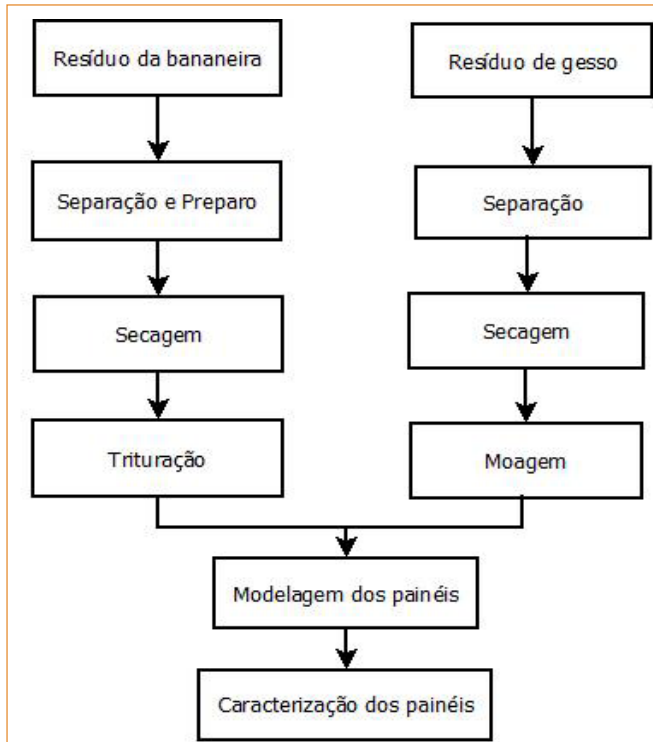 Resíduo da bananeira
Resíduo de gesso
Separação e Preparo
Separação
Secagem
Secagem
Trituração
Moagem
Modelagem dos painéis
Caracterização dos painéis